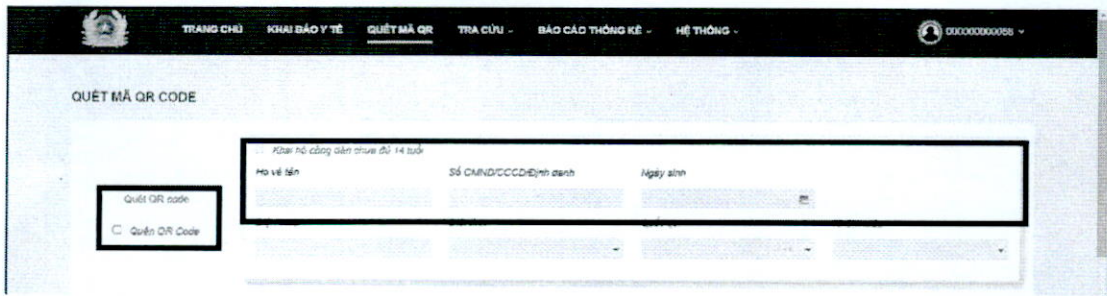 TRANG CHỦ KHAI BÁO Y TẾ QUÉT MÃ QR TRA CỨU BÁO CÁO THỐNG KÊ HỆ THỐNG
QUÉT MÃ QR CODE
Khai hộ công dân chưa đủ 14 tuổi
Họ và tên Số CMND/CCCD/Định danh Ngày sinh
Quét QR code
Quên QR Code